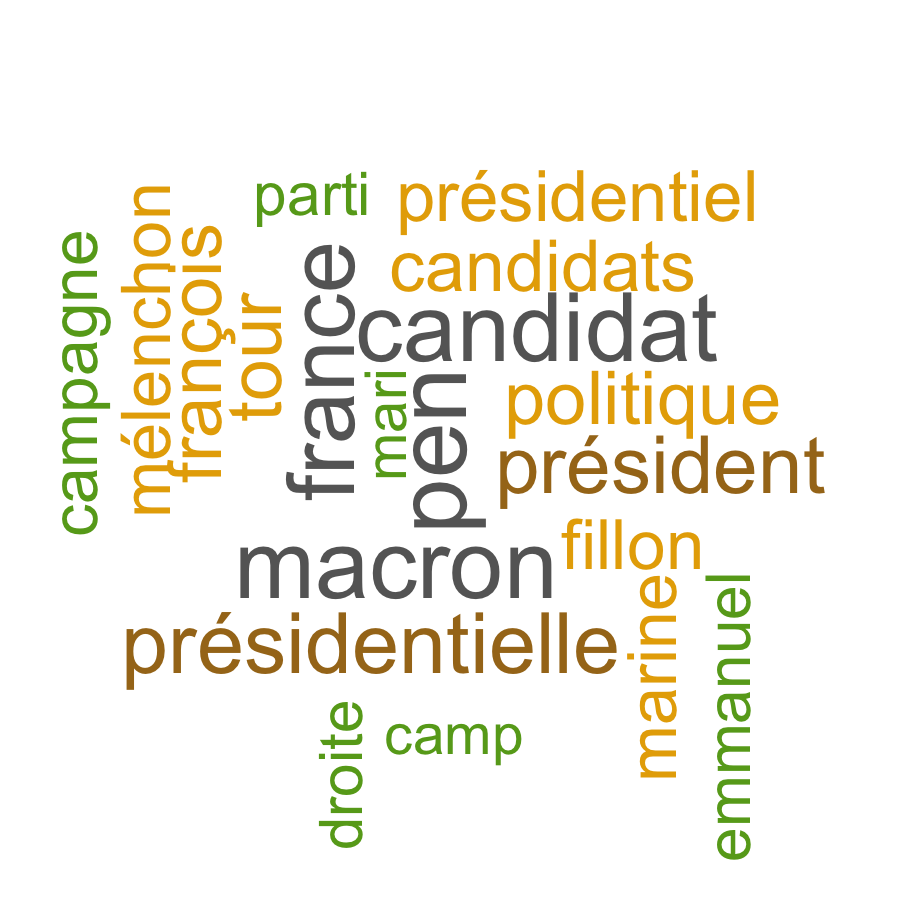 parti
présidentiel
campagne
mélenchon
françois
tour
france
candidats
candidat
mari
pen
politique
président
macron
fillon
présidentielle
marine
emmanuel
droite
camp